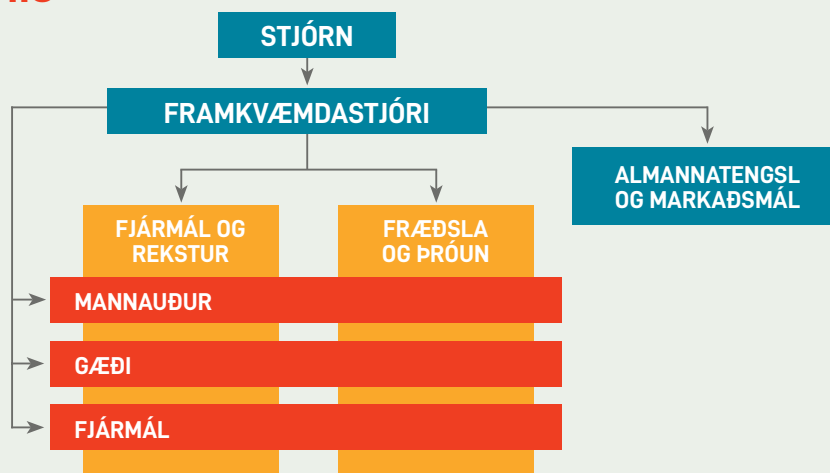 STJÓRN
FRAMKVÆMDASTJÓRI
ALMANNATENGSL
OG MARKAÐSMÁL
FJÁRMÁL OG
REKSTUR
FRÆÐSLA
OG ÞRÓUN
MANNAUÐUR
GÆÐI
FJÁRMÁL